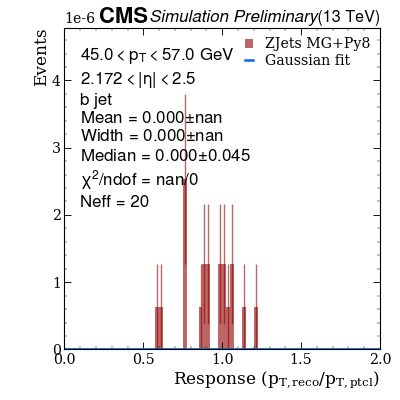 1e-6 CMS Simulation Preliminary (13 TeV)
Events
45.0 < p_T < 57.0 GeV
2.172 < |η| < 2.5
b jet
Mean = 0.000±nan
Width = 0.000±nan
Median = 0.000±0.045
χ²/ndof = nan/0
Neff = 20
ZJets MG+Py8
Gaussian fit
4
3
2
1
0
0.0 0.5 1.0 1.5 2.0
Response (p_T,reco/p_T,ptcl)